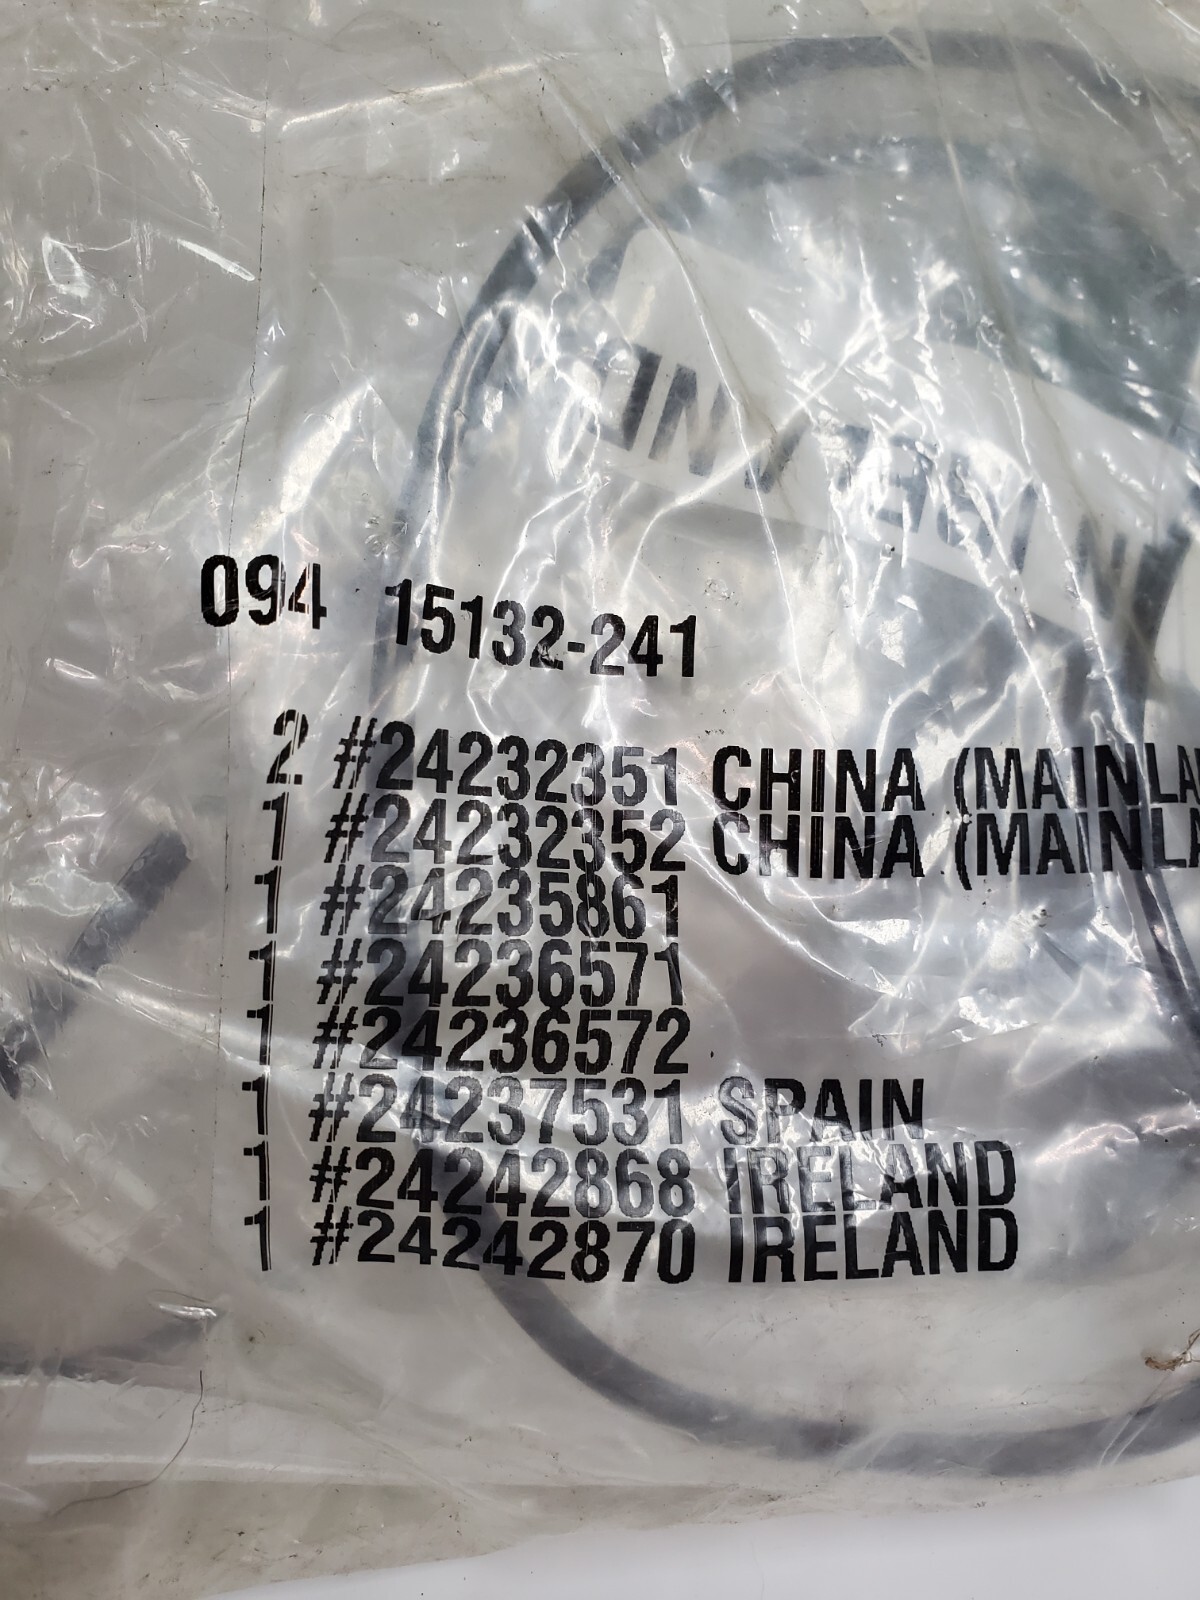 094 15132-241
2 #24232351 CHINA (MAINLA
1 #24232352 CHINA (MAINLA
1 #24235861
1 #24236571
1 #24236572
1 #24237531 SPAIN
1 #24242868 IRELAND
1 #24242870 IRELAND